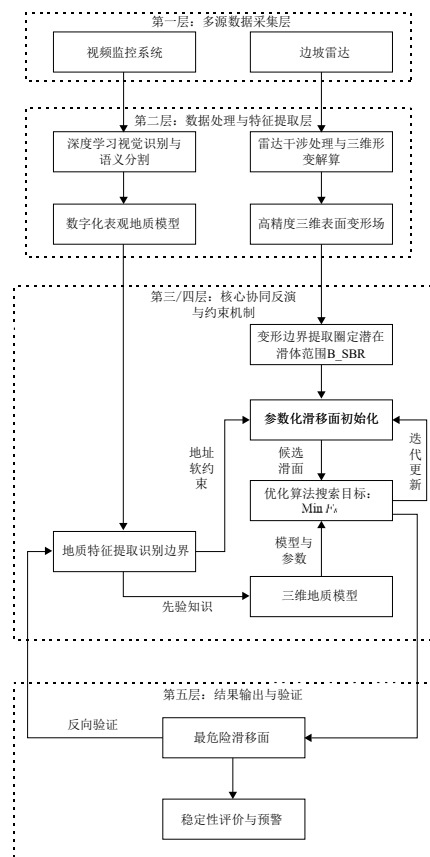 第一层：多源数据采集层
视频监控系统
边坡雷达
第二层：数据处理与特征提取层
深度学习视觉识别与
语义分割
雷达干涉处理与三维形
变解算
数字化表观地质模型
高精度三维表面变形场
第三/四层：核心协同反演
与约束机制
变形边界提取圈定潜在
滑体范围B_SBR
参数化滑移面初始化
地址
软约
束
候选
滑面
迭
代
更
新
优化算法搜索目标：
Min Fs
地质特征提取识别边界
模型与
参数
先验知识
三维地质模型
第五层：结果输出与验证
反向验证
最危险滑移面
稳定性评价与预警